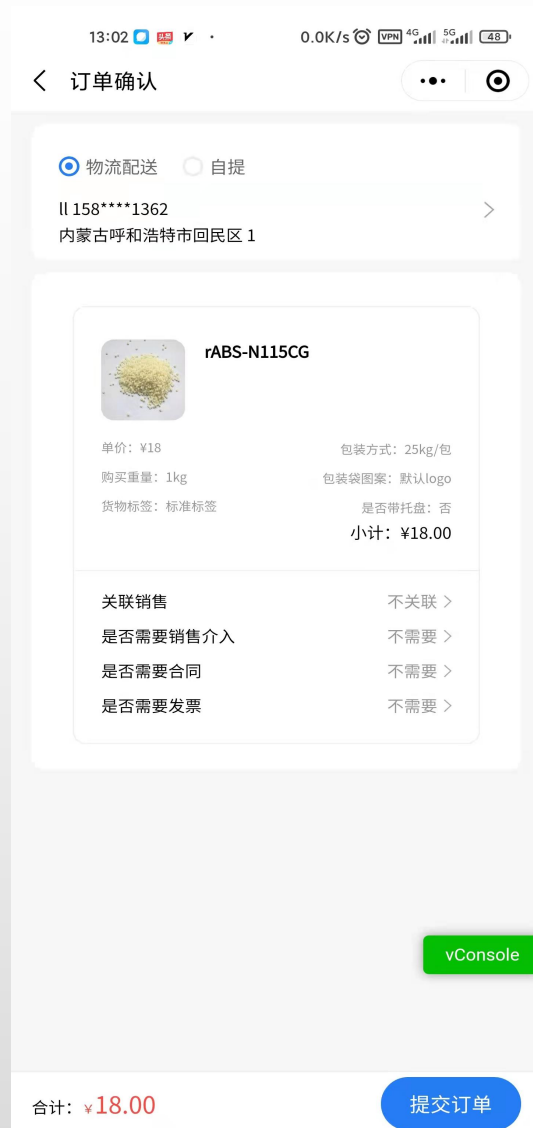 13:02 头条 0.0K/s VPN 4G 5G 48
订单确认
物流配送 自提
ll 158****1362
内蒙古呼和浩特市回民区 1
rABS-N115CG
单价：¥18 包装方式：25kg/包
购买重量：1kg 包装袋图案：默认logo
货物标签：标准标签 是否带托盘：否
小计：¥18.00
关联销售 不关联
是否需要销售介入 不需要
是否需要合同 不需要
是否需要发票 不需要
vConsole
合计：¥18.00 提交订单